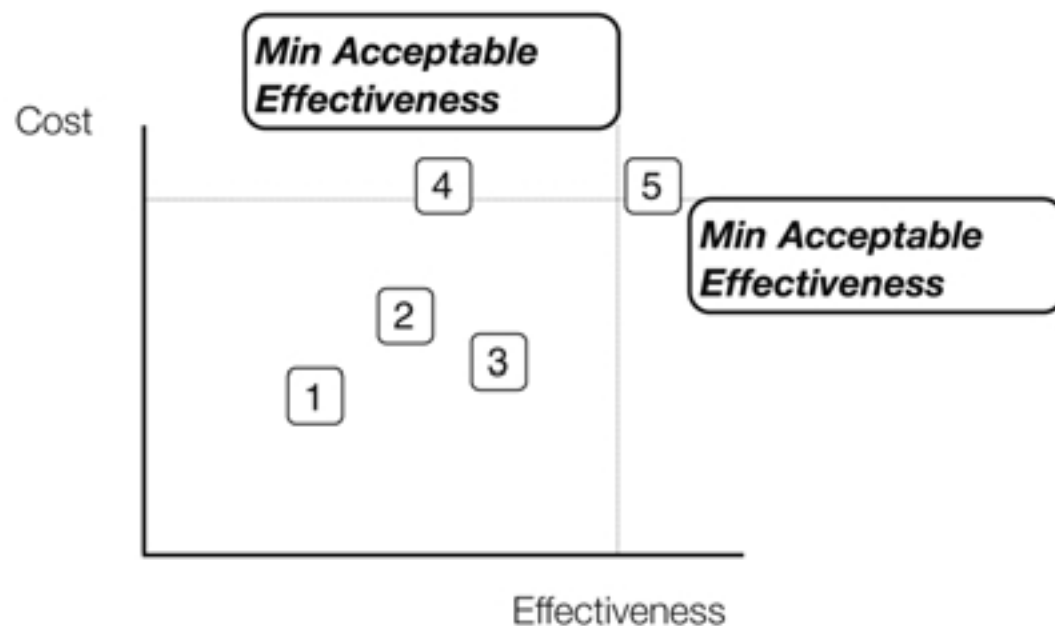 Min Acceptable
Effectiveness
Cost
4
5
Min Acceptable
Effectiveness
2
3
1
Effectiveness